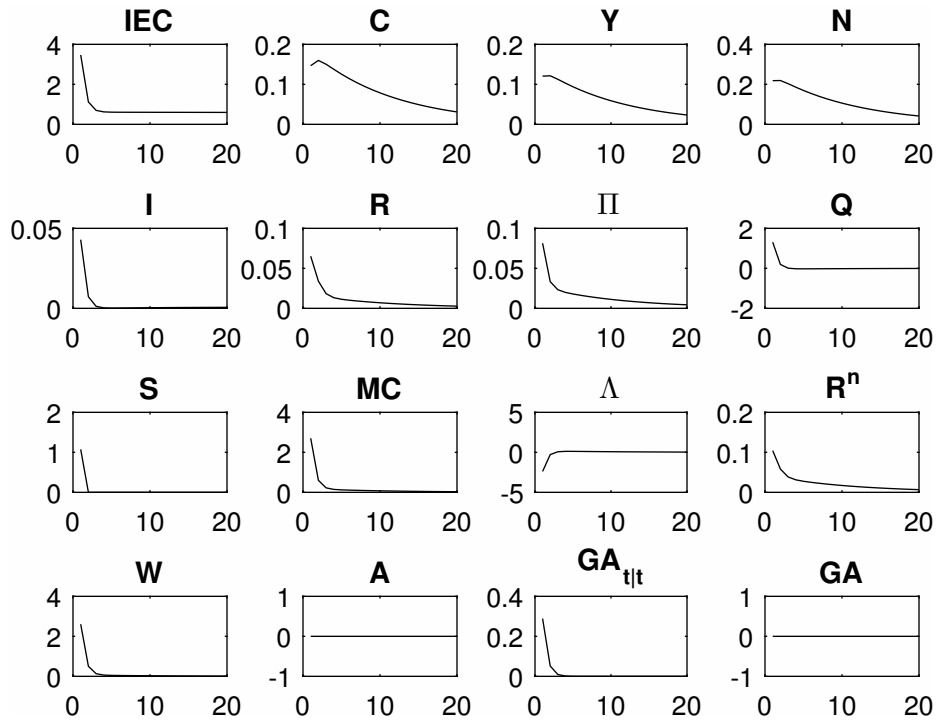 IEC C Y N
4 0.2 0.2 0.4
2 0.1 0.1 0.2
0 0 0 0
0 10 20 0 10 20 0 10 20 0 10 20
I R Π Q
0.05 0.1 0.1 2
0.05 0.05 0
0 0 0 -2
0 10 20 0 10 20 0 10 20 0 10 20
S MC Λ Rⁿ
2 4 5 0.2
1 2 0 0.1
0 0 -5 0
0 10 20 0 10 20 0 10 20 0 10 20
W A GA t|t GA
4 1 0.4 1
2 0 0.2 0
0 -1 0 -1
0 10 20 0 10 20 0 10 20 0 10 20